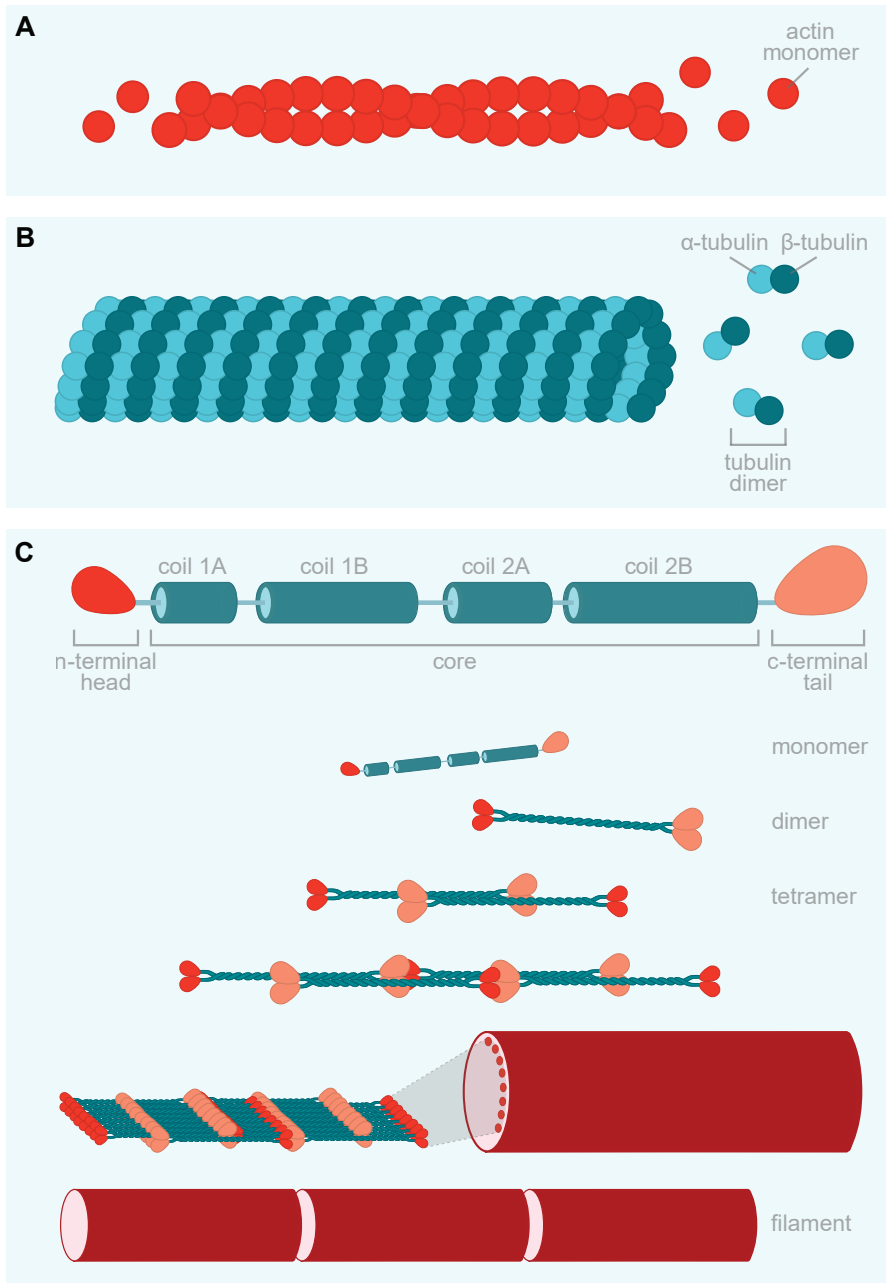 A
actin
monomer
B
α-tubulin β-tubulin
tubulin
dimer
C
coil 1A coil 1B coil 2A coil 2B
n-terminal
head
core
c-terminal
tail
monomer
dimer
tetramer
filament